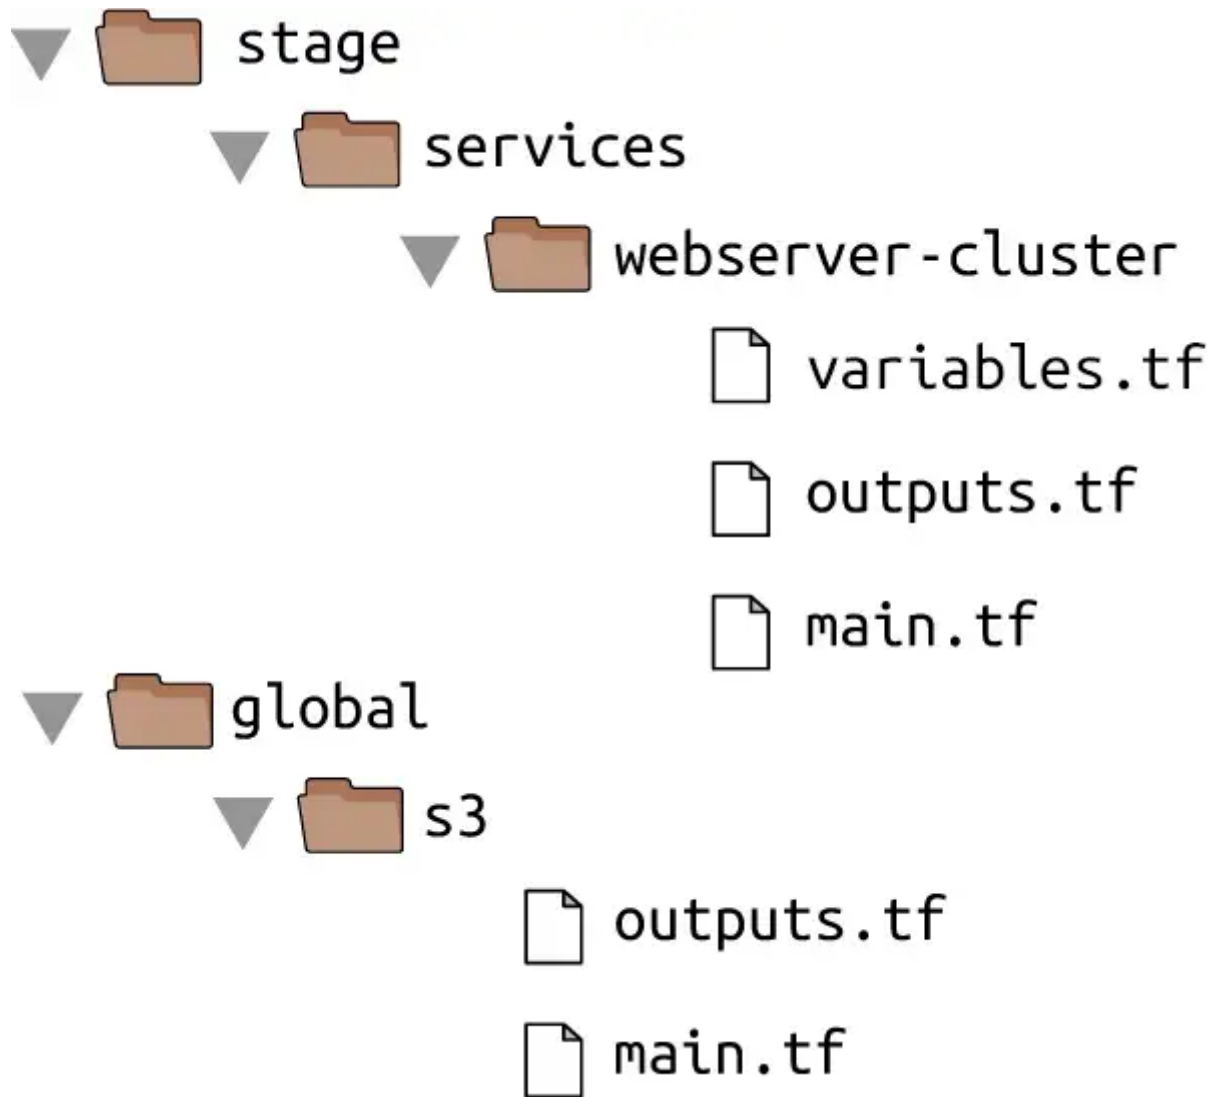 stage
services
webserver-cluster
variables.tf
outputs.tf
main.tf
global
s3
outputs.tf
main.tf